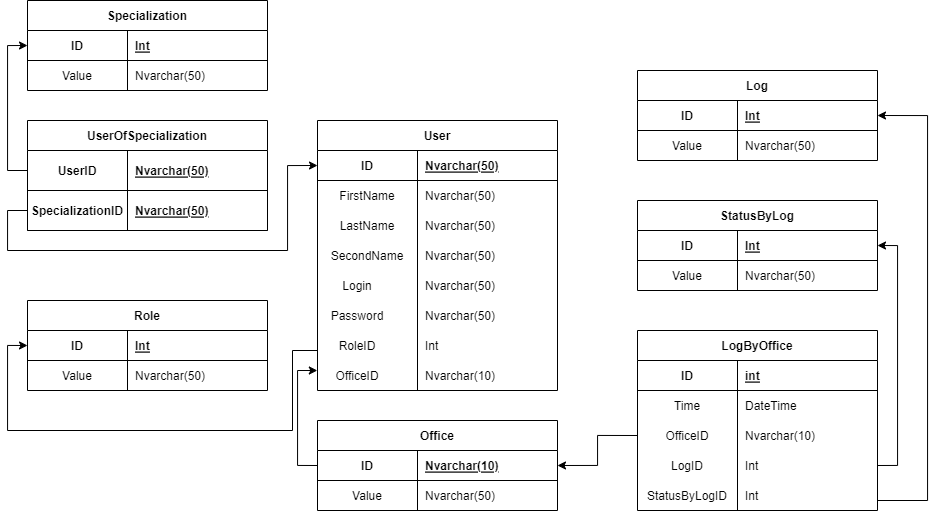 Specialization
ID Int
Value Nvarchar(50)
UserOfSpecialization
UserID Nvarchar(50)
SpecializationID Nvarchar(50)
Role
ID Int
Value Nvarchar(50)
User
ID Nvarchar(50)
FirstName Nvarchar(50)
LastName Nvarchar(50)
SecondName Nvarchar(50)
Login Nvarchar(50)
Password Nvarchar(50)
RoleID Int
OfficeID Nvarchar(10)
Office
ID Nvarchar(10)
Value Nvarchar(50)
Log
ID Int
Value Nvarchar(50)
StatusByLog
ID Int
Value Nvarchar(50)
LogByOffice
ID int
Time DateTime
OfficeID Nvarchar(10)
LogID Int
StatusByLogID Int